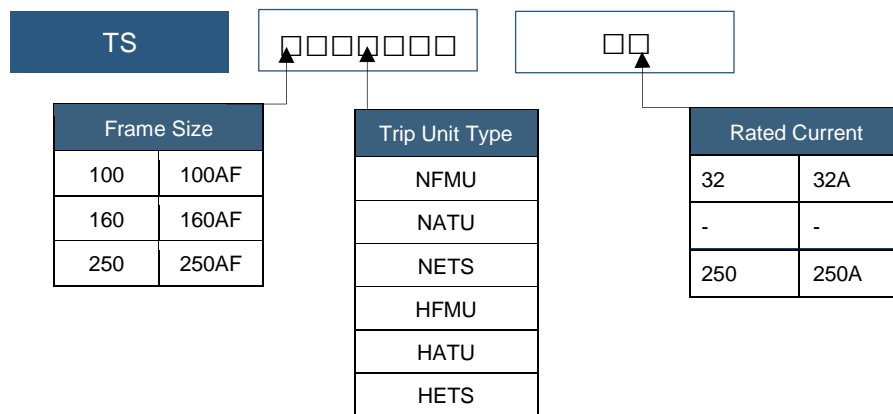 TS □□□□□□□ □□
Frame Size
100 100AF
160 160AF
250 250AF
Trip Unit Type
NFMU
NATU
NETS
HFMU
HATU
HETS
Rated Current
32 32A
- -
250 250A